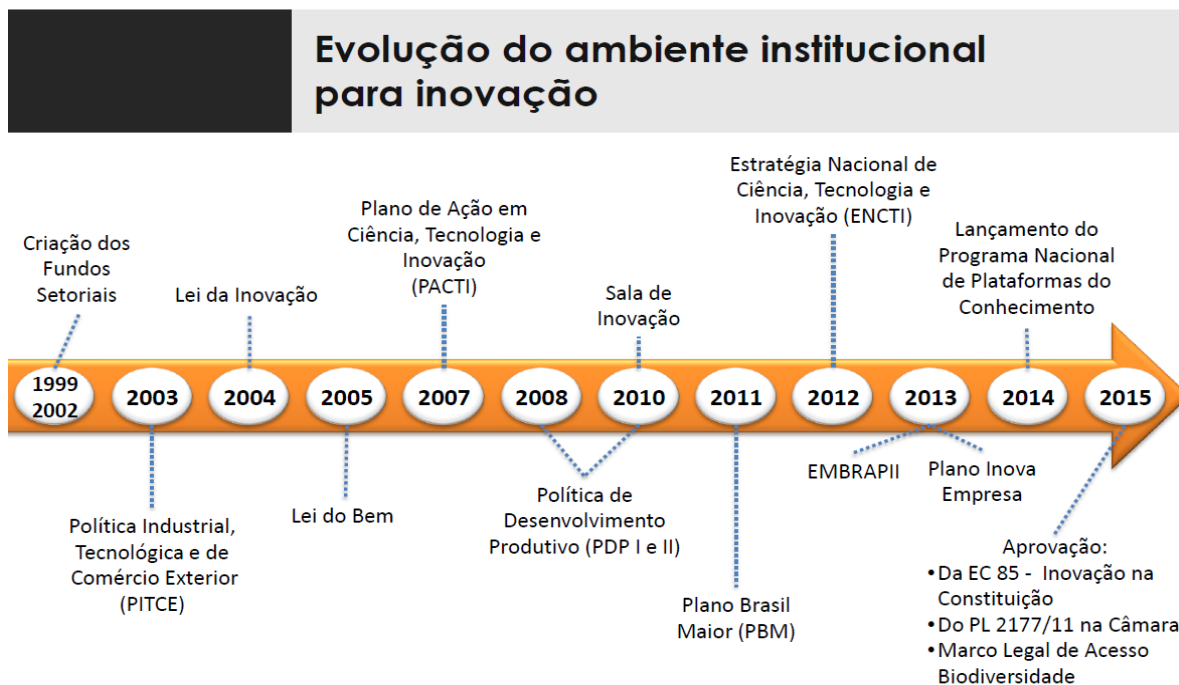 Evolução do ambiente institucional
para inovação
Criação dos
Fundos
Setoriais
Lei da Inovação
Plano de Ação em
Ciência, Tecnologia e
Inovação
(PACTI)
Sala de
Inovação
Estratégia Nacional de
Ciência, Tecnologia e
Inovação (ENCTI)
Lançamento do
Programa Nacional
de Plataformas do
Conhecimento
1999
2002
2003
2004
2005
2007
2008
2010
2011
2012
2013
2014
2015
Política Industrial,
Tecnológica e de
Comércio Exterior
(PITCE)
Lei do Bem
Política de
Desenvolvimento
Produtivo (PDP I e II)
Plano Brasil
Maior (PBM)
EMBRAPII
Plano Inova
Empresa
Aprovação:
•Da EC 85 - Inovação na
Constituição
•Do PL 2177/11 na Câmara
•Marco Legal de Acesso
Biodiversidade